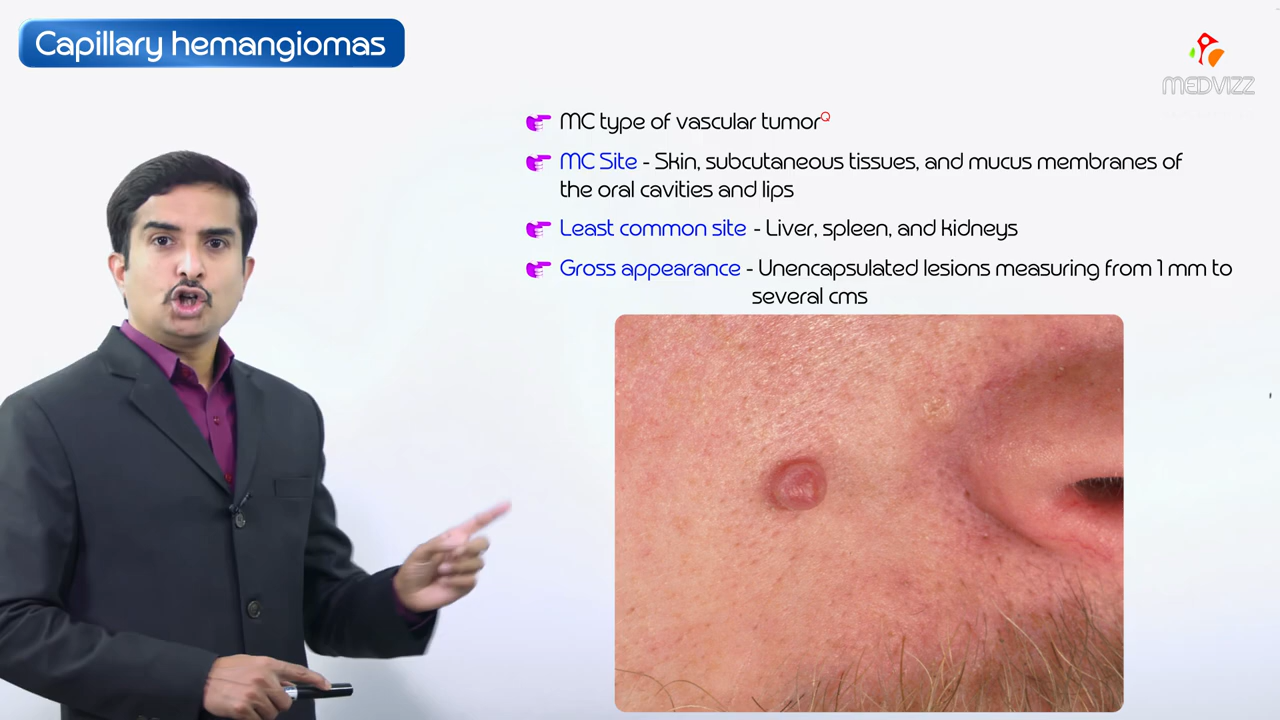 Capillary hemangiomas
MEDVIZZ
MC type of vascular tumorQ
MC Site - Skin, subcutaneous tissues, and mucus membranes of
the oral cavities and lips
Least common site - Liver, spleen, and kidneys
Gross appearance - Unencapsulated lesions measuring from 1 mm to
several cms